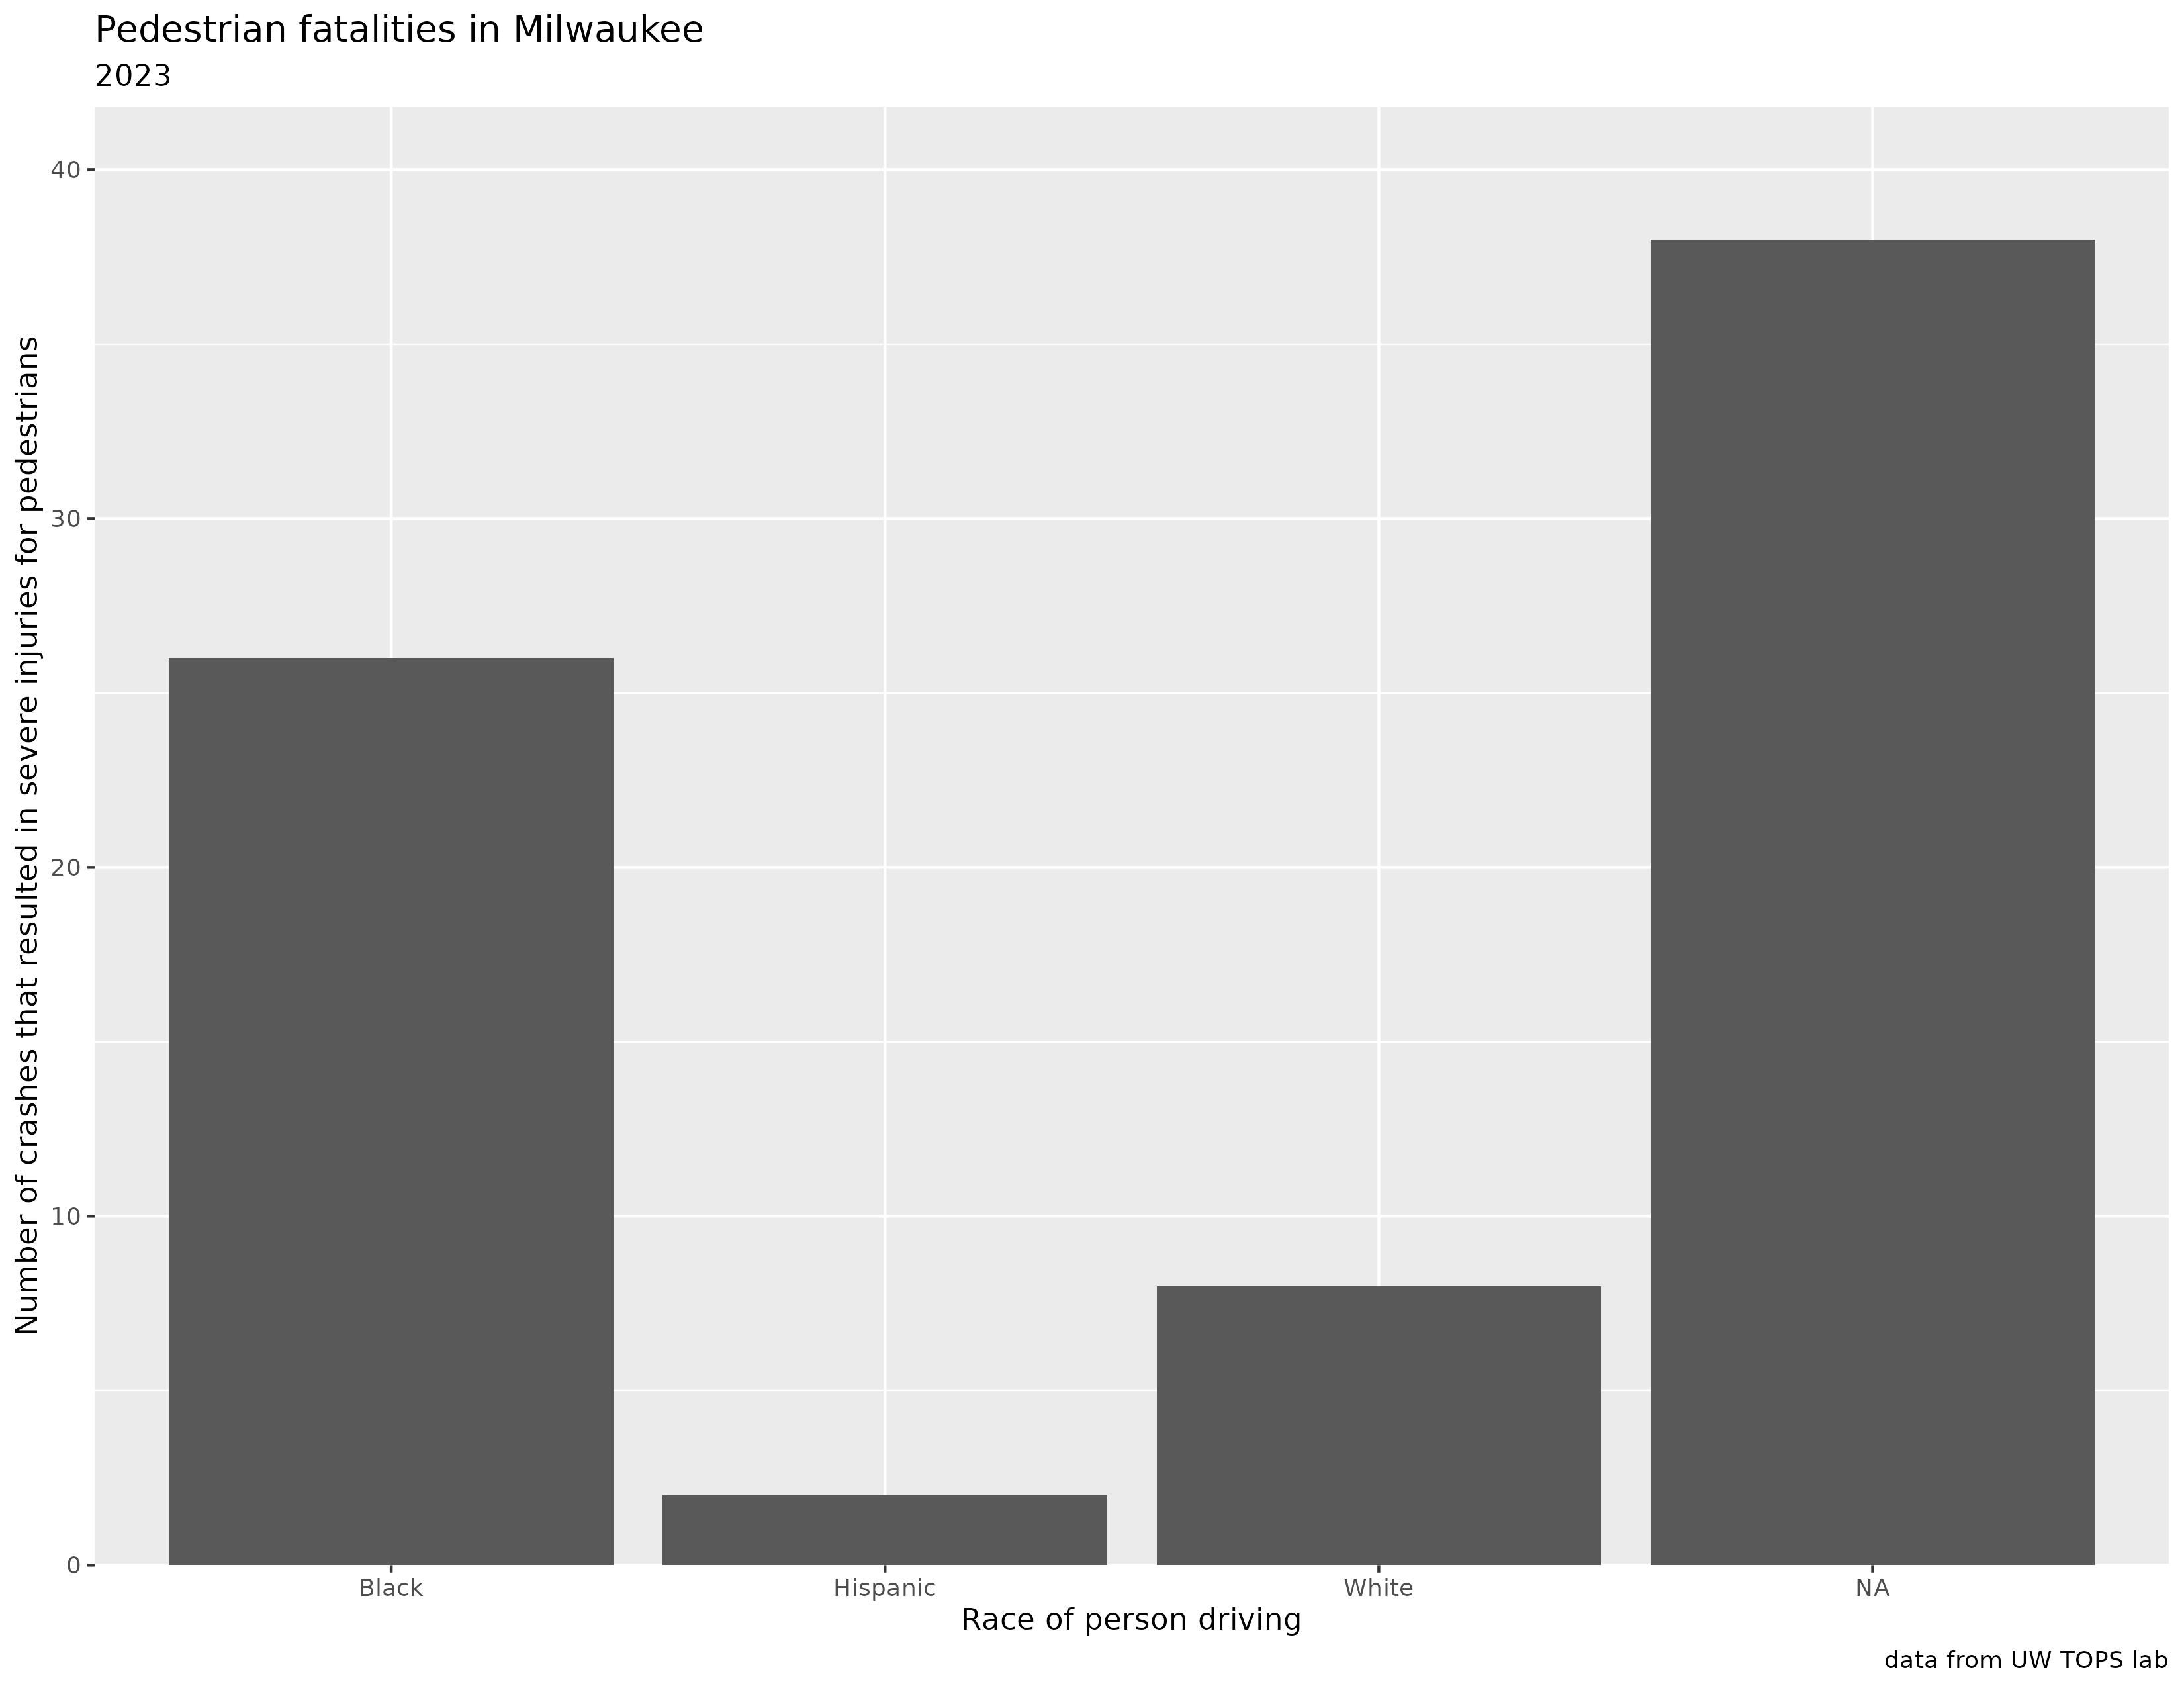 Pedestrian fatalities in Milwaukee
2023
Number of crashes that resulted in severe injuries for pedestrians
40
30
20
10
0
Black
Hispanic
White
NA
Race of person driving
data from UW TOPS lab